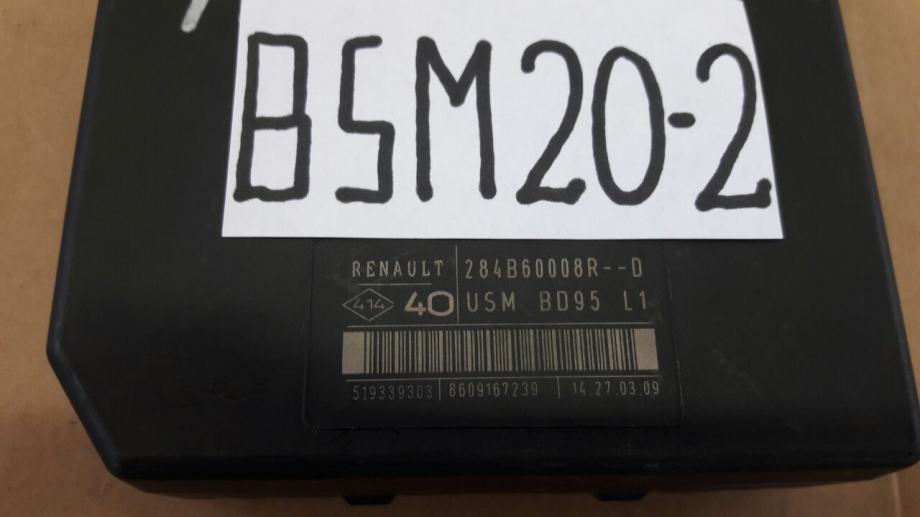 BSM20-2
RENAULT 284B60008R--D
414 40 USM BD95 L1
519339303 8609167239 14.27.03.09